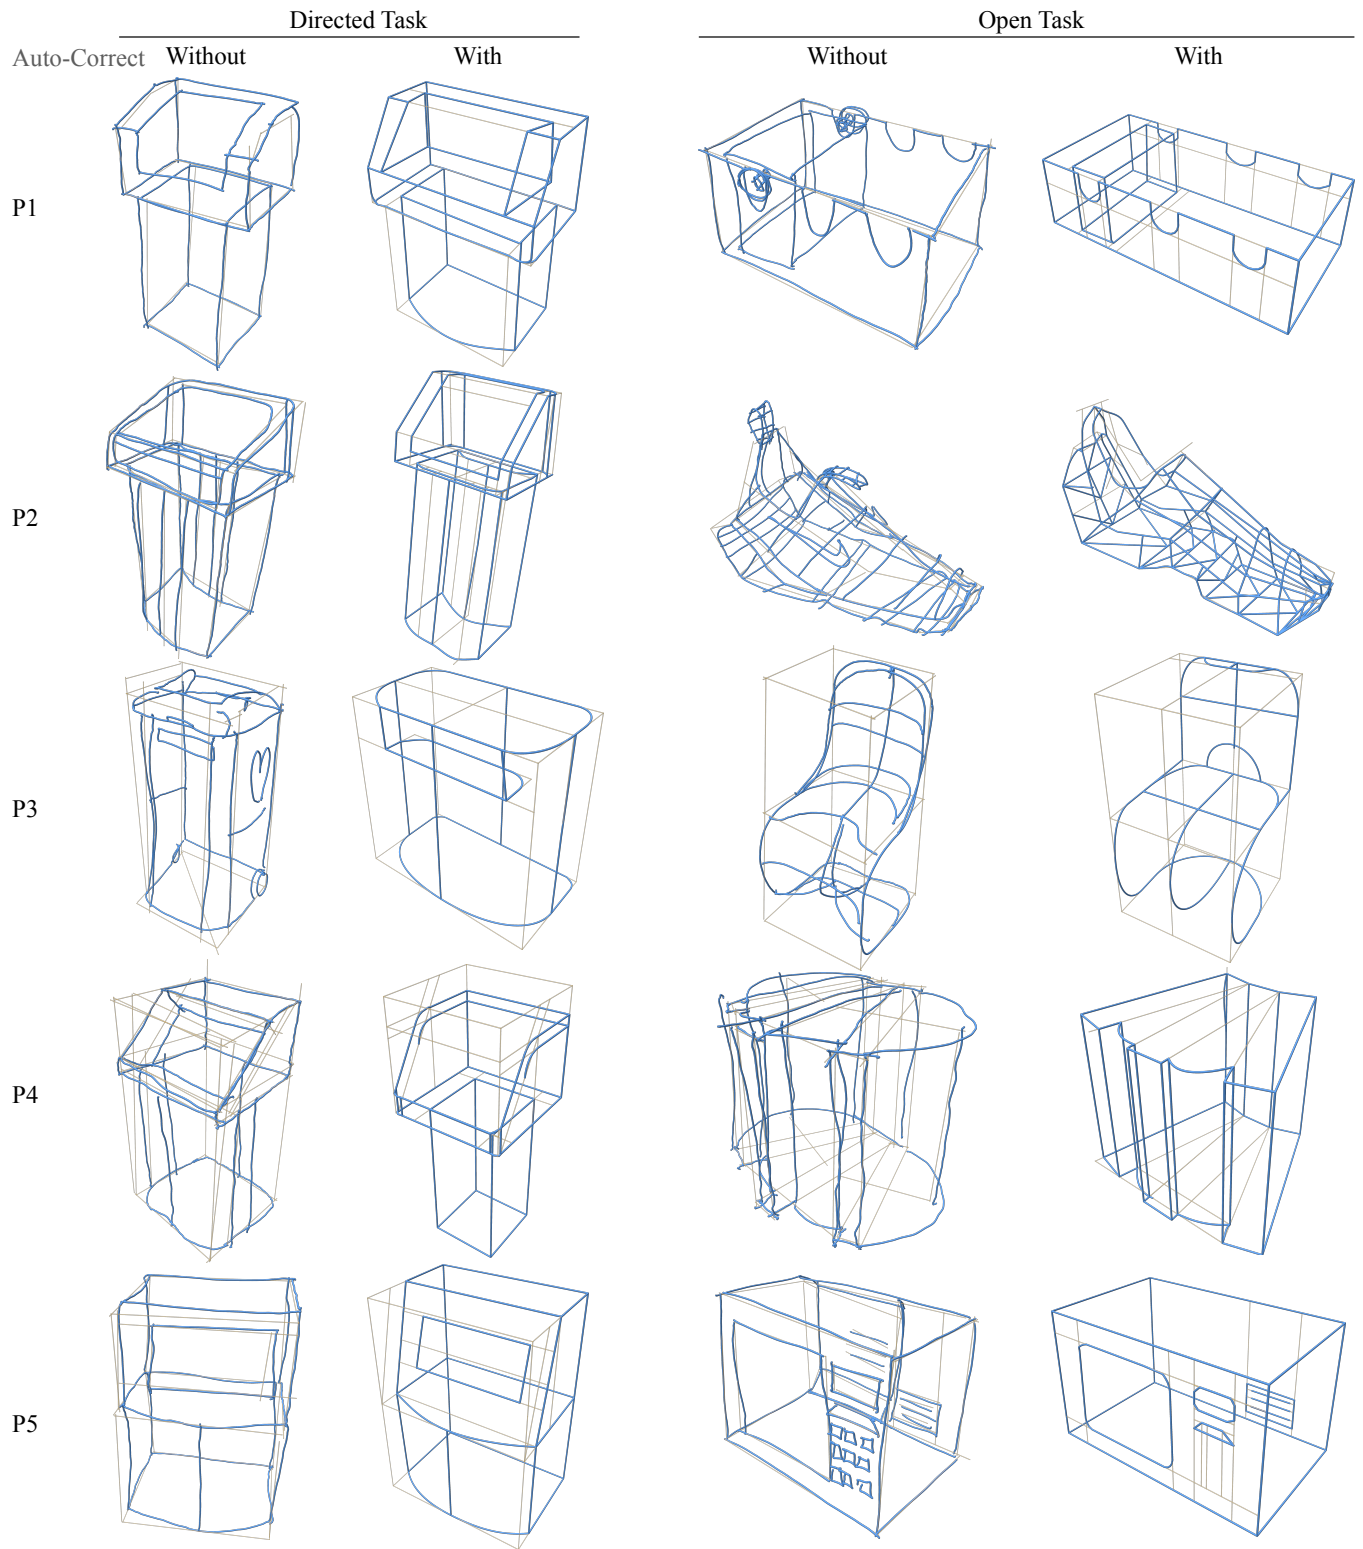 Directed Task Open Task
Auto-Correct Without With Without With
P1
P2
P3
P4
P5